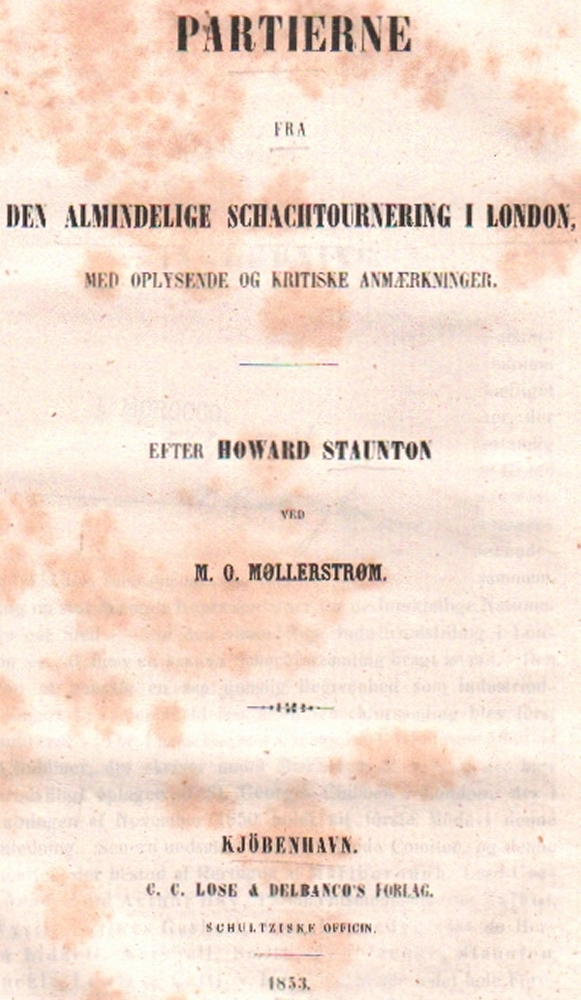 PARTIERNE
FRA
DEN ALMINDELIGE SCHACHTOURNERING I LONDON,
MED OPLYSENDE OG KRITISKE ANMÆRKNINGER.
EFTER HOWARD STAUNTON
VED
M. O. MØLLERSTRØM.
KJÖBENHAVN.
C. C. LOSE & DELBANCO'S FORLAG.
SCHULTZISKE OFFICIN.
1853.